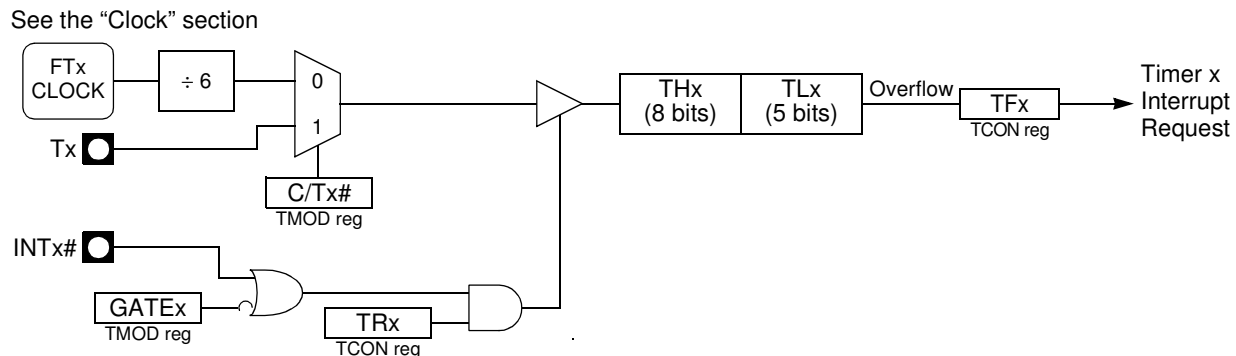 See the “Clock” section
FTx
CLOCK
÷ 6
0
1
Tx
C/Tx#
TMOD reg
THx
(8 bits)
TLx
(5 bits)
Overflow
TFx
TCON reg
Timer x
Interrupt
Request
INTx#
GATEx
TMOD reg
TRx
TCON reg